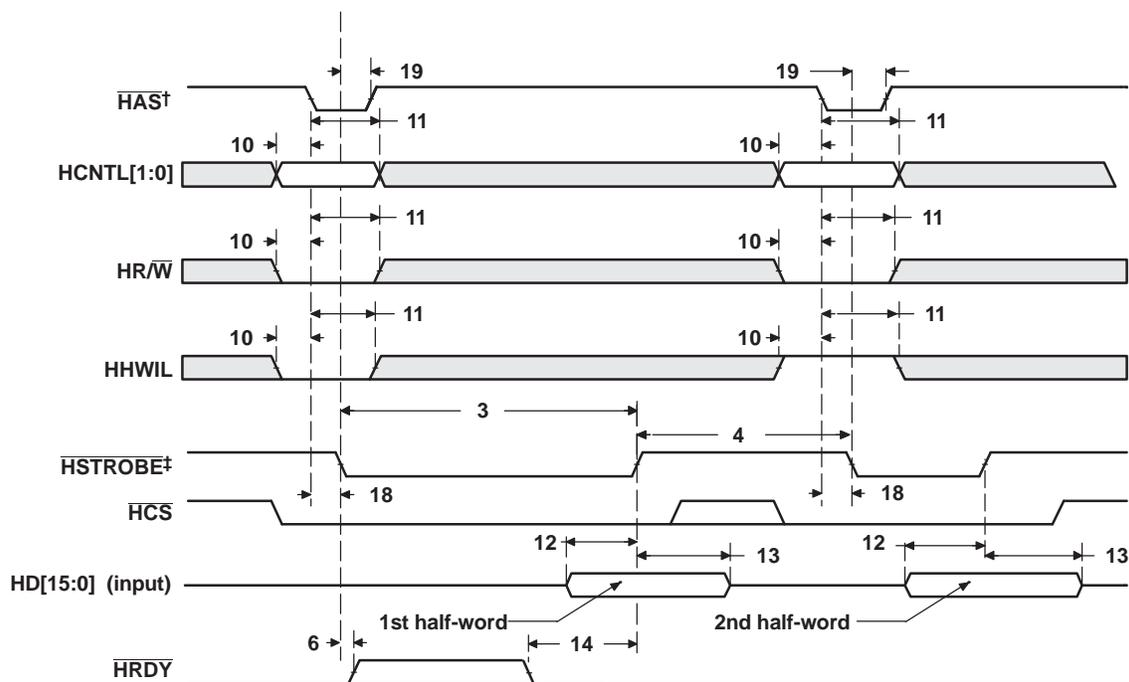 19
19
HAS†
11
11
10
10
HCNTL[1:0]
11
11
10
10
HR/W
11
11
10
10
HHWIL
3
4
HSTROBE‡
18
18
HCS
12
13
12
13
HD[15:0] (input)
1st half-word
2nd half-word
6
14
HRDY